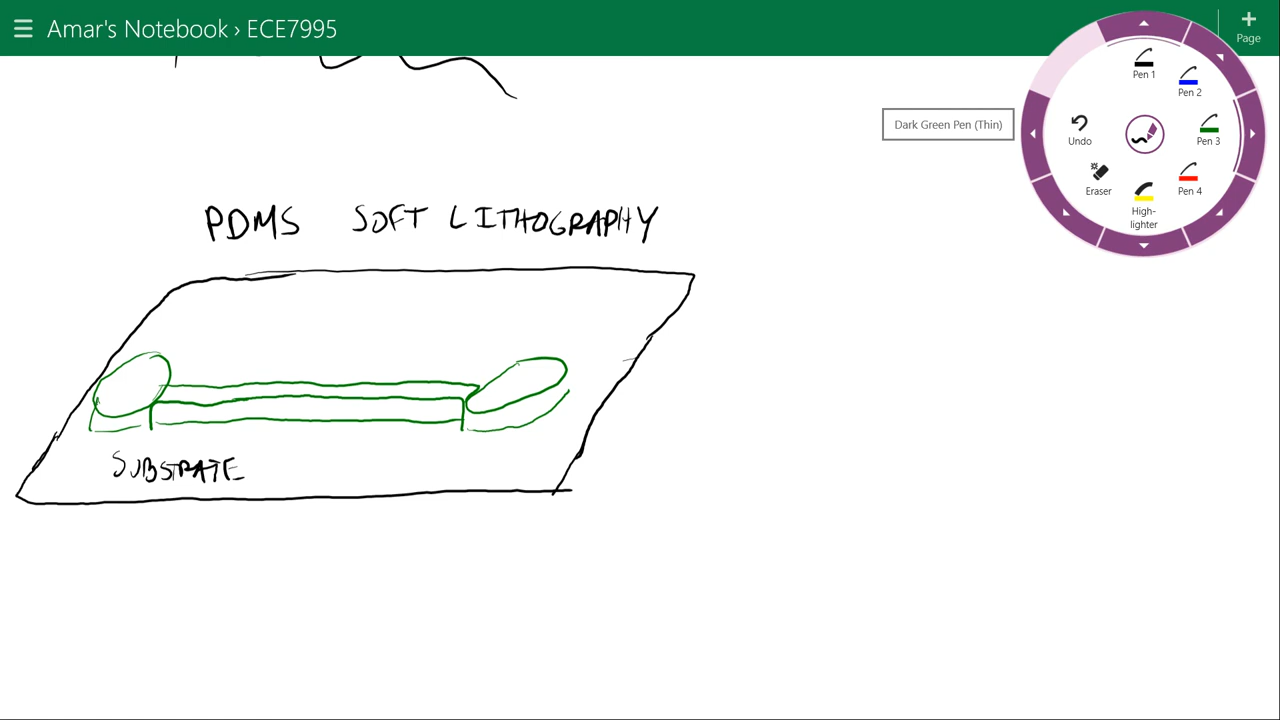 Amar's Notebook › ECE7995
Page
Pen 1
Pen 2
Dark Green Pen (Thin)
Undo
Pen 3
Eraser
Pen 4
High-
lighter
PDMS SOFT LITHOGRAPHY
SUBSTRATE